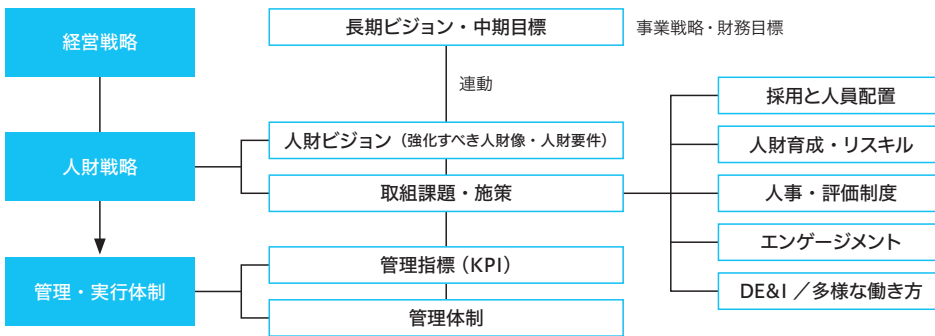 経営戦略
長期ビジョン・中期目標
事業戦略・財務目標
連動
人財戦略
人財ビジョン（強化すべき人財像・人財要件）
取組課題・施策
採用と人員配置
人財育成・リスキル
人事・評価制度
エンゲージメント
DE&I ／多様な働き方
管理・実行体制
管理指標（KPI）
管理体制